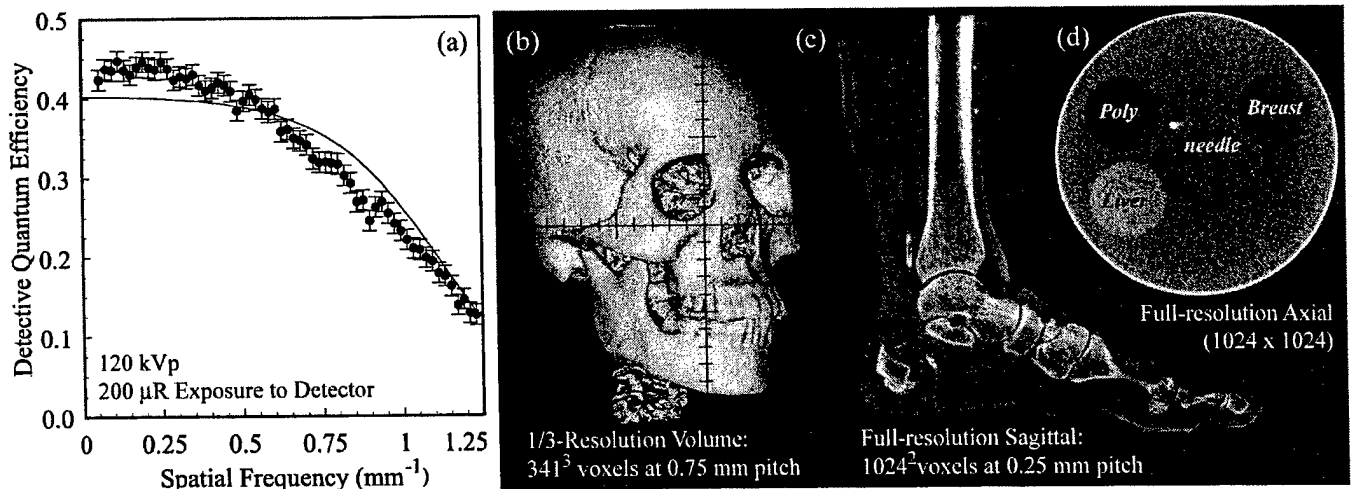 0.5
0.4
0.3
0.2
0.1
0.0
Detective Quantum Efficiency
(a)
120 kVp
200 μR Exposure to Detector
0 0.25 0.50 0.75 1 1.25
Spatial Frequency (mm⁻¹)
(b)
1/3-Resolution Volume:
341³ voxels at 0.75 mm pitch
(c)
Full-resolution Sagittal:
1024² voxels at 0.25 mm pitch
(d)
Poly
Breast
needle
Liver
Full-resolution Axial
(1024 x 1024)